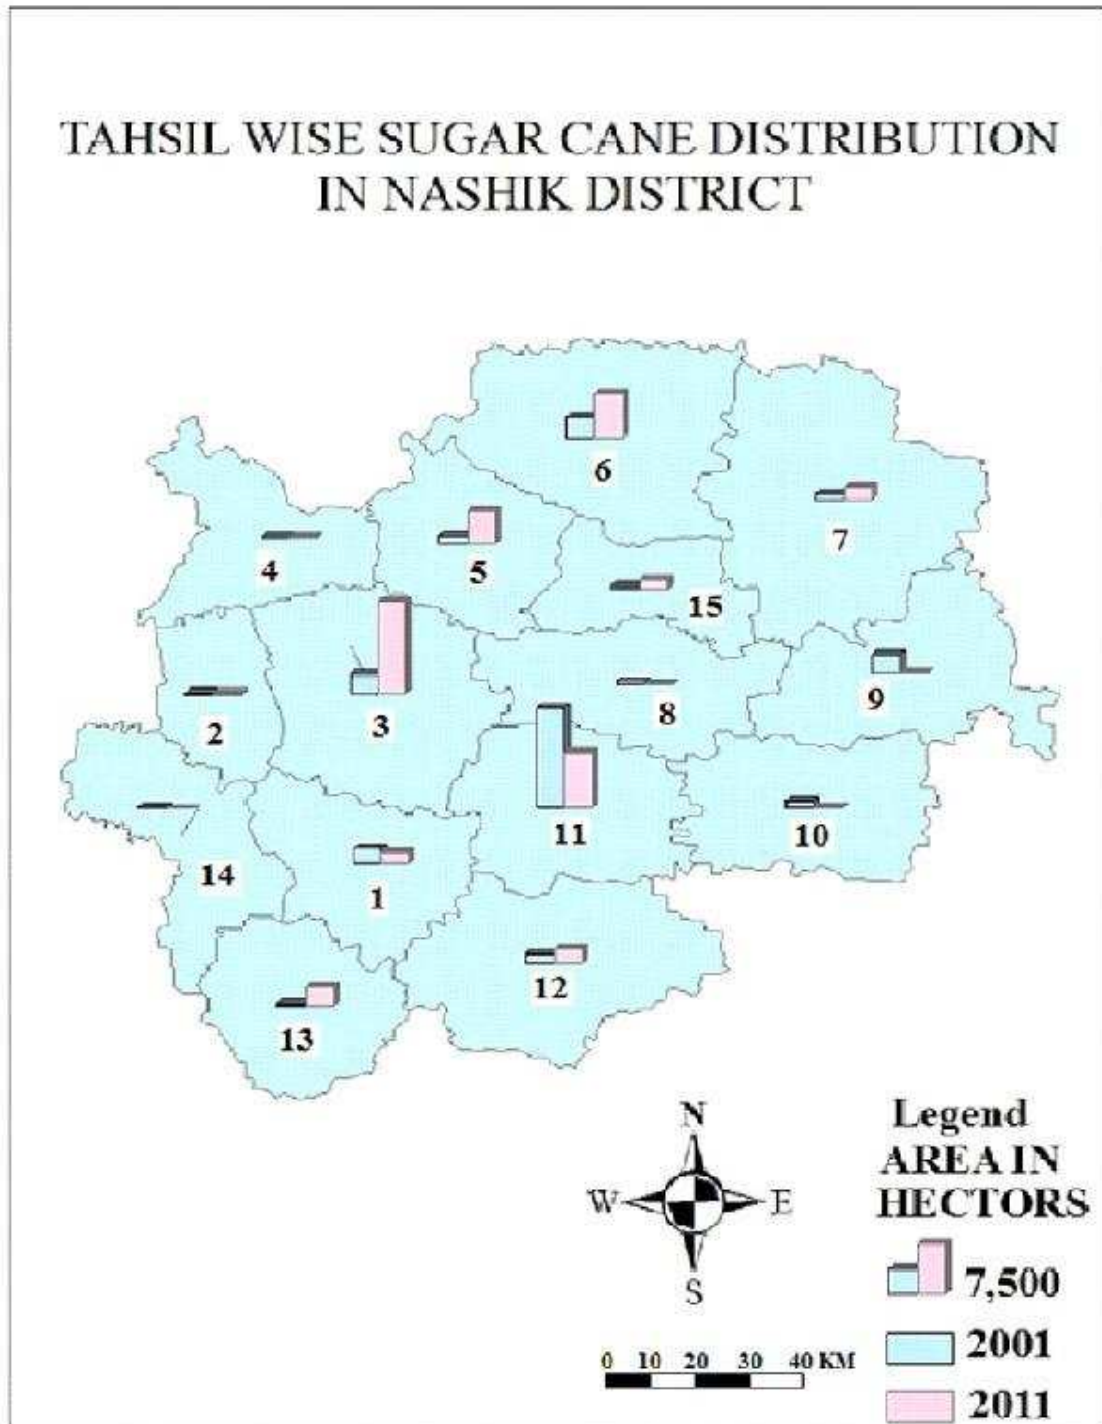 TAHSIL WISE SUGAR CANE DISTRIBUTION
IN NASHIK DISTRICT
6
7
4
5
15
2
3
8
9
11
10
14
1
12
13
N
W
E
S
0 10 20 30 40 KM
Legend
AREA IN
HECTORS
7,500
2001
2011